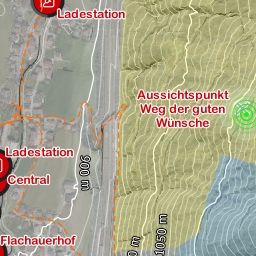 Ladestation
Aussichtspunkt
Weg der guten
Wünsche
Ladestation
900 m
Central
Flachauerhof
1050 m
m